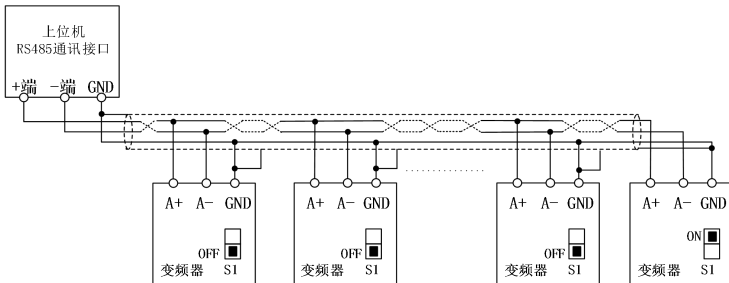 上位机
RS485通讯接口
+端 -端 GND
A+ A- GND
A+ A- GND
A+ A- GND
A+ A- GND
OFF
OFF
OFF
ON
变频器 S1
变频器 S1
变频器 S1
变频器 S1